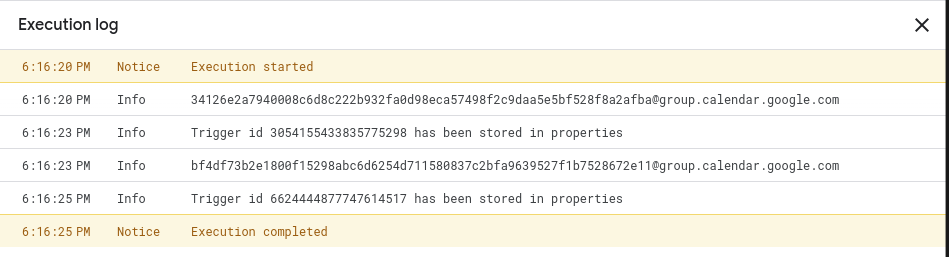 Execution log
6:16:20 PM Notice Execution started
6:16:20 PM Info 34126e2a7940008c6d8c222b932fa0d98eca57498f2c9daa5e5bf528f8a2afba@group.calendar.google.com
6:16:23 PM Info Trigger id 3054155433835775298 has been stored in properties
6:16:23 PM Info bf4df73b2e1800f15298abc6d6254d711580837c2bfa9639527f1b7528672e11@group.calendar.google.com
6:16:25 PM Info Trigger id 6624444877747614517 has been stored in properties
6:16:25 PM Notice Execution completed